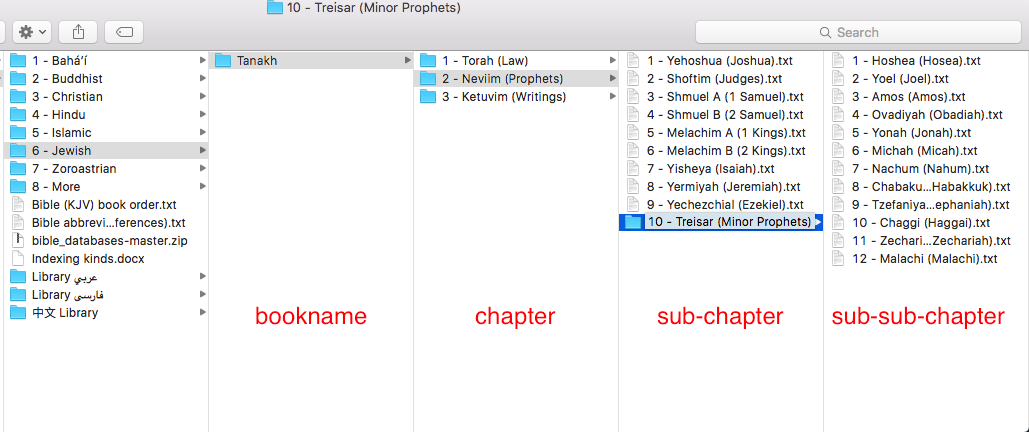 10 - Treisar (Minor Prophets)
Search
1 - Bahá’í
2 - Buddhist
3 - Christian
4 - Hindu
5 - Islamic
6 - Jewish
7 - Zoroastrian
8 - More
Bible (KJV) book order.txt
Bible abbrevi...ferences).txt
bible_databases-master.zip
Indexing kinds.docx
Library عربي
Library فارسی
中文 Library
Tanakh
bookname
1 - Torah (Law)
2 - Neviim (Prophets)
3 - Ketuvim (Writings)
chapter
1 - Yehoshua (Joshua).txt
2 - Shoftim (Judges).txt
3 - Shmuel A (1 Samuel).txt
4 - Shmuel B (2 Samuel).txt
5 - Melachim A (1 Kings).txt
6 - Melachim B (2 Kings).txt
7 - Yisheya (Isaiah).txt
8 - Yermiyah (Jeremiah).txt
9 - Yechezchial (Ezekiel).txt
10 - Treisar (Minor Prophets)
sub-chapter
1 - Hoshea (Hosea).txt
2 - Yoel (Joel).txt
3 - Amos (Amos).txt
4 - Ovadiyah (Obadiah).txt
5 - Yonah (Jonah).txt
6 - Michah (Micah).txt
7 - Nachum (Nahum).txt
8 - Chabaku...Habakkuk).txt
9 - Tzefaniya...ephaniah).txt
10 - Chaggi (Haggai).txt
11 - Zechari...Zechariah).txt
12 - Malachi (Malachi).txt
sub-sub-chapter